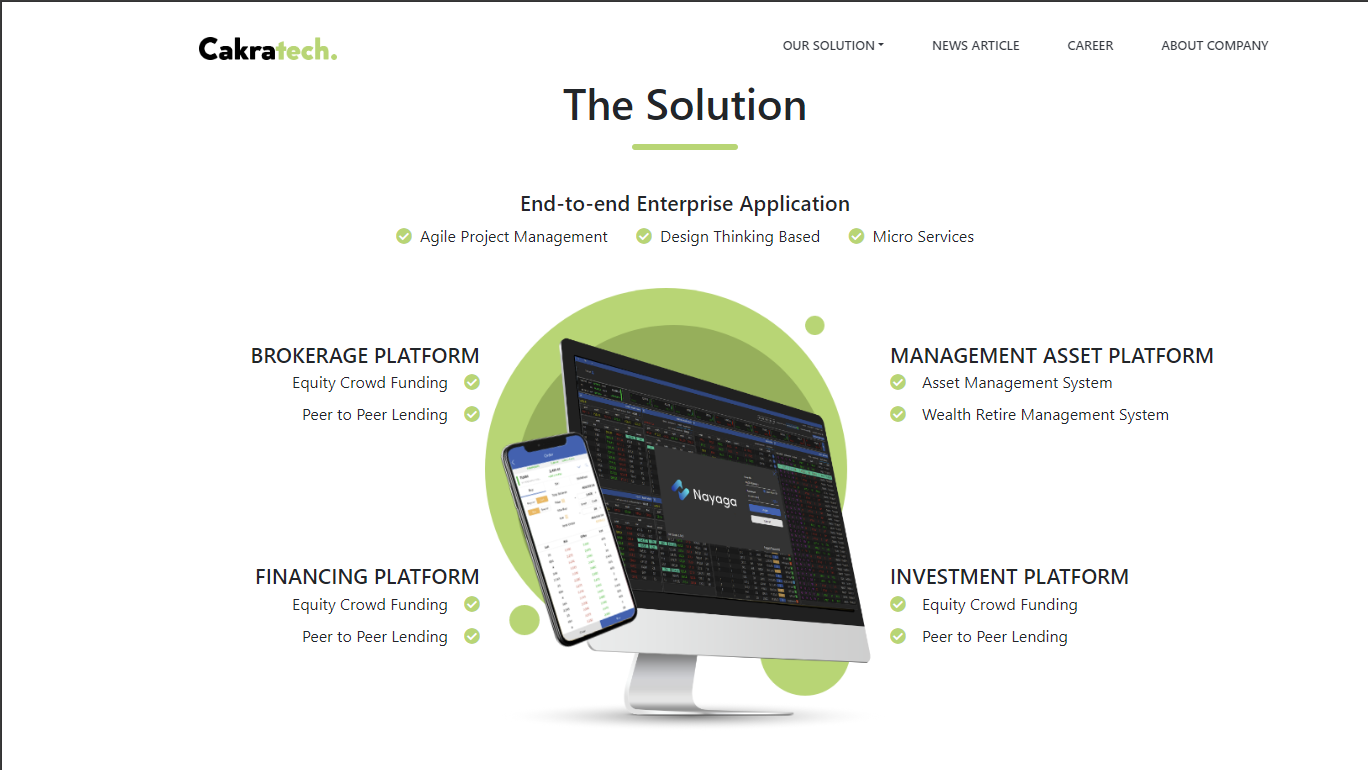 Cakratech.
OUR SOLUTION
NEWS ARTICLE
CAREER
ABOUT COMPANY
The Solution
End-to-end Enterprise Application
Agile Project Management
Design Thinking Based
Micro Services
BROKERAGE PLATFORM
Equity Crowd Funding
Peer to Peer Lending
MANAGEMENT ASSET PLATFORM
Asset Management System
Wealth Retire Management System
Nayaga
FINANCING PLATFORM
Equity Crowd Funding
Peer to Peer Lending
INVESTMENT PLATFORM
Equity Crowd Funding
Peer to Peer Lending